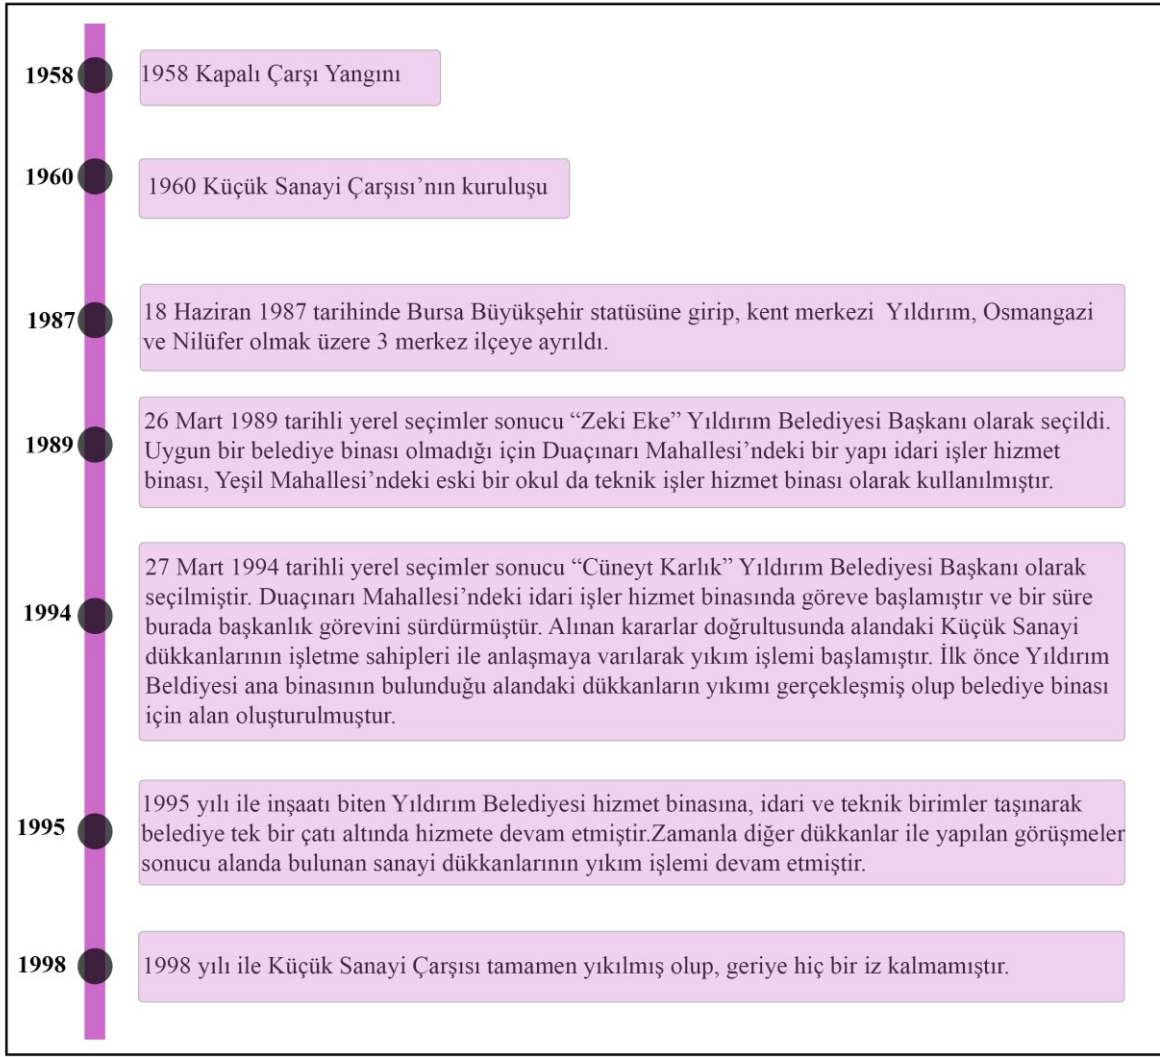 1958
1958 Kapalı Çarşı Yangını
1960
1960 Küçük Sanayi Çarşısı’nın kuruluşu
1987
18 Haziran 1987 tarihinde Bursa Büyükşehir statüsüne girip, kent merkezi Yıldırım, Osmangazi
ve Nilüfer olmak üzere 3 merkez ilçeye ayrıldı.
1989
26 Mart 1989 tarihli yerel seçimler sonucu “Zeki Eke” Yıldırım Belediyesi Başkanı olarak seçildi.
Uygun bir belediye binası olmadığı için Duaçınarı Mahallesi’ndeki bir yapı idari işler hizmet
binası, Yeşil Mahallesi’ndeki eski bir okul da teknik işler hizmet binası olarak kullanılmıştır.
1994
27 Mart 1994 tarihli yerel seçimler sonucu “Cüneyt Karlık” Yıldırım Belediyesi Başkanı olarak
seçilmiştir. Duaçınarı Mahallesi’ndeki idari işler hizmet binasında göreve başlamıştır ve bir süre
burada başkanlık görevini sürdürmüştür. Alınan kararlar doğrultusunda alandaki Küçük Sanayi
dükkanlarının işletme sahipleri ile anlaşmaya varılarak yıkım işlemi başlamıştır. İlk önce Yıldırım
Beldiyesi ana binasının bulunduğu alandaki dükkanların yıkımı gerçekleşmiş olup belediye binası
için alan oluşturulmuştur.
1995
1995 yılı ile inşaatı biten Yıldırım Belediyesi hizmet binasına, idari ve teknik birimler taşınarak
belediye tek bir çatı altında hizmete devam etmiştir.Zamanla diğer dükkanlar ile yapılan görüşmeler
sonucu alanda bulunan sanayi dükkanlarının yıkım işlemi devam etmiştir.
1998
1998 yılı ile Küçük Sanayi Çarşısı tamamen yıkılmış olup, geriye hiç bir iz kalmamıştır.